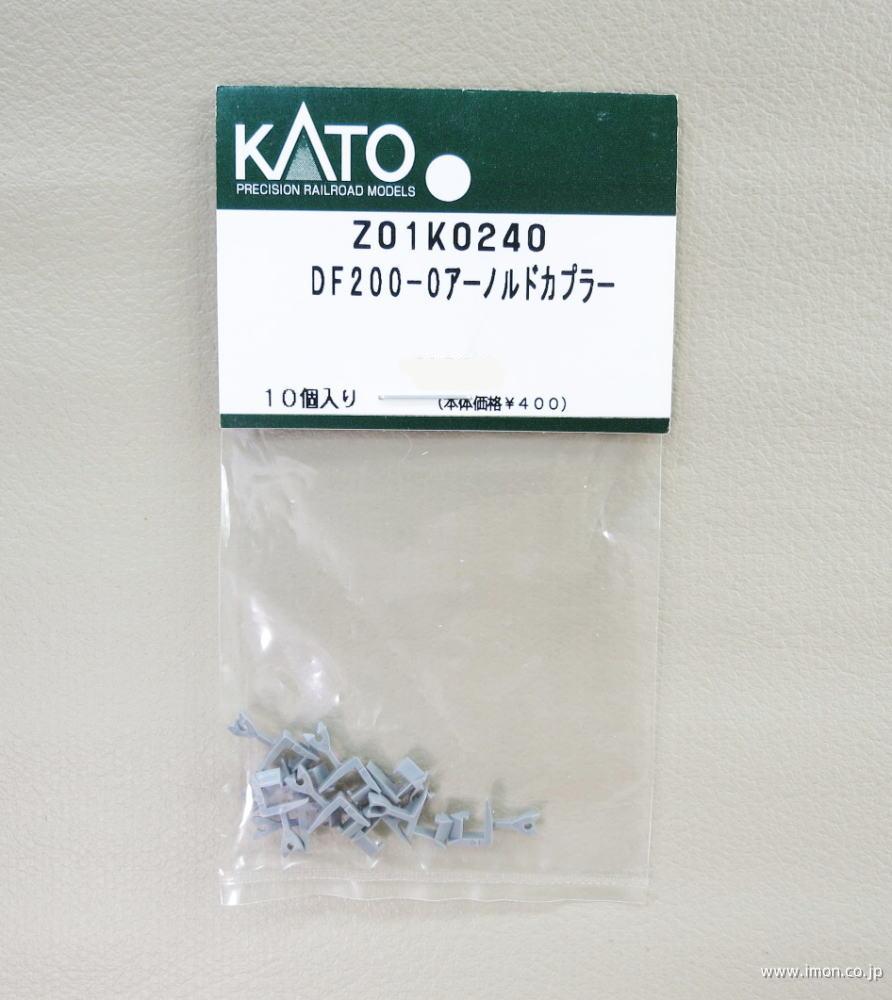 KATO
PRECISION RAILROAD MODELS
Z01K0240
DF200-0アーノルドカプラー
10個入り
(本体価格¥400)
www.imon.co.jp